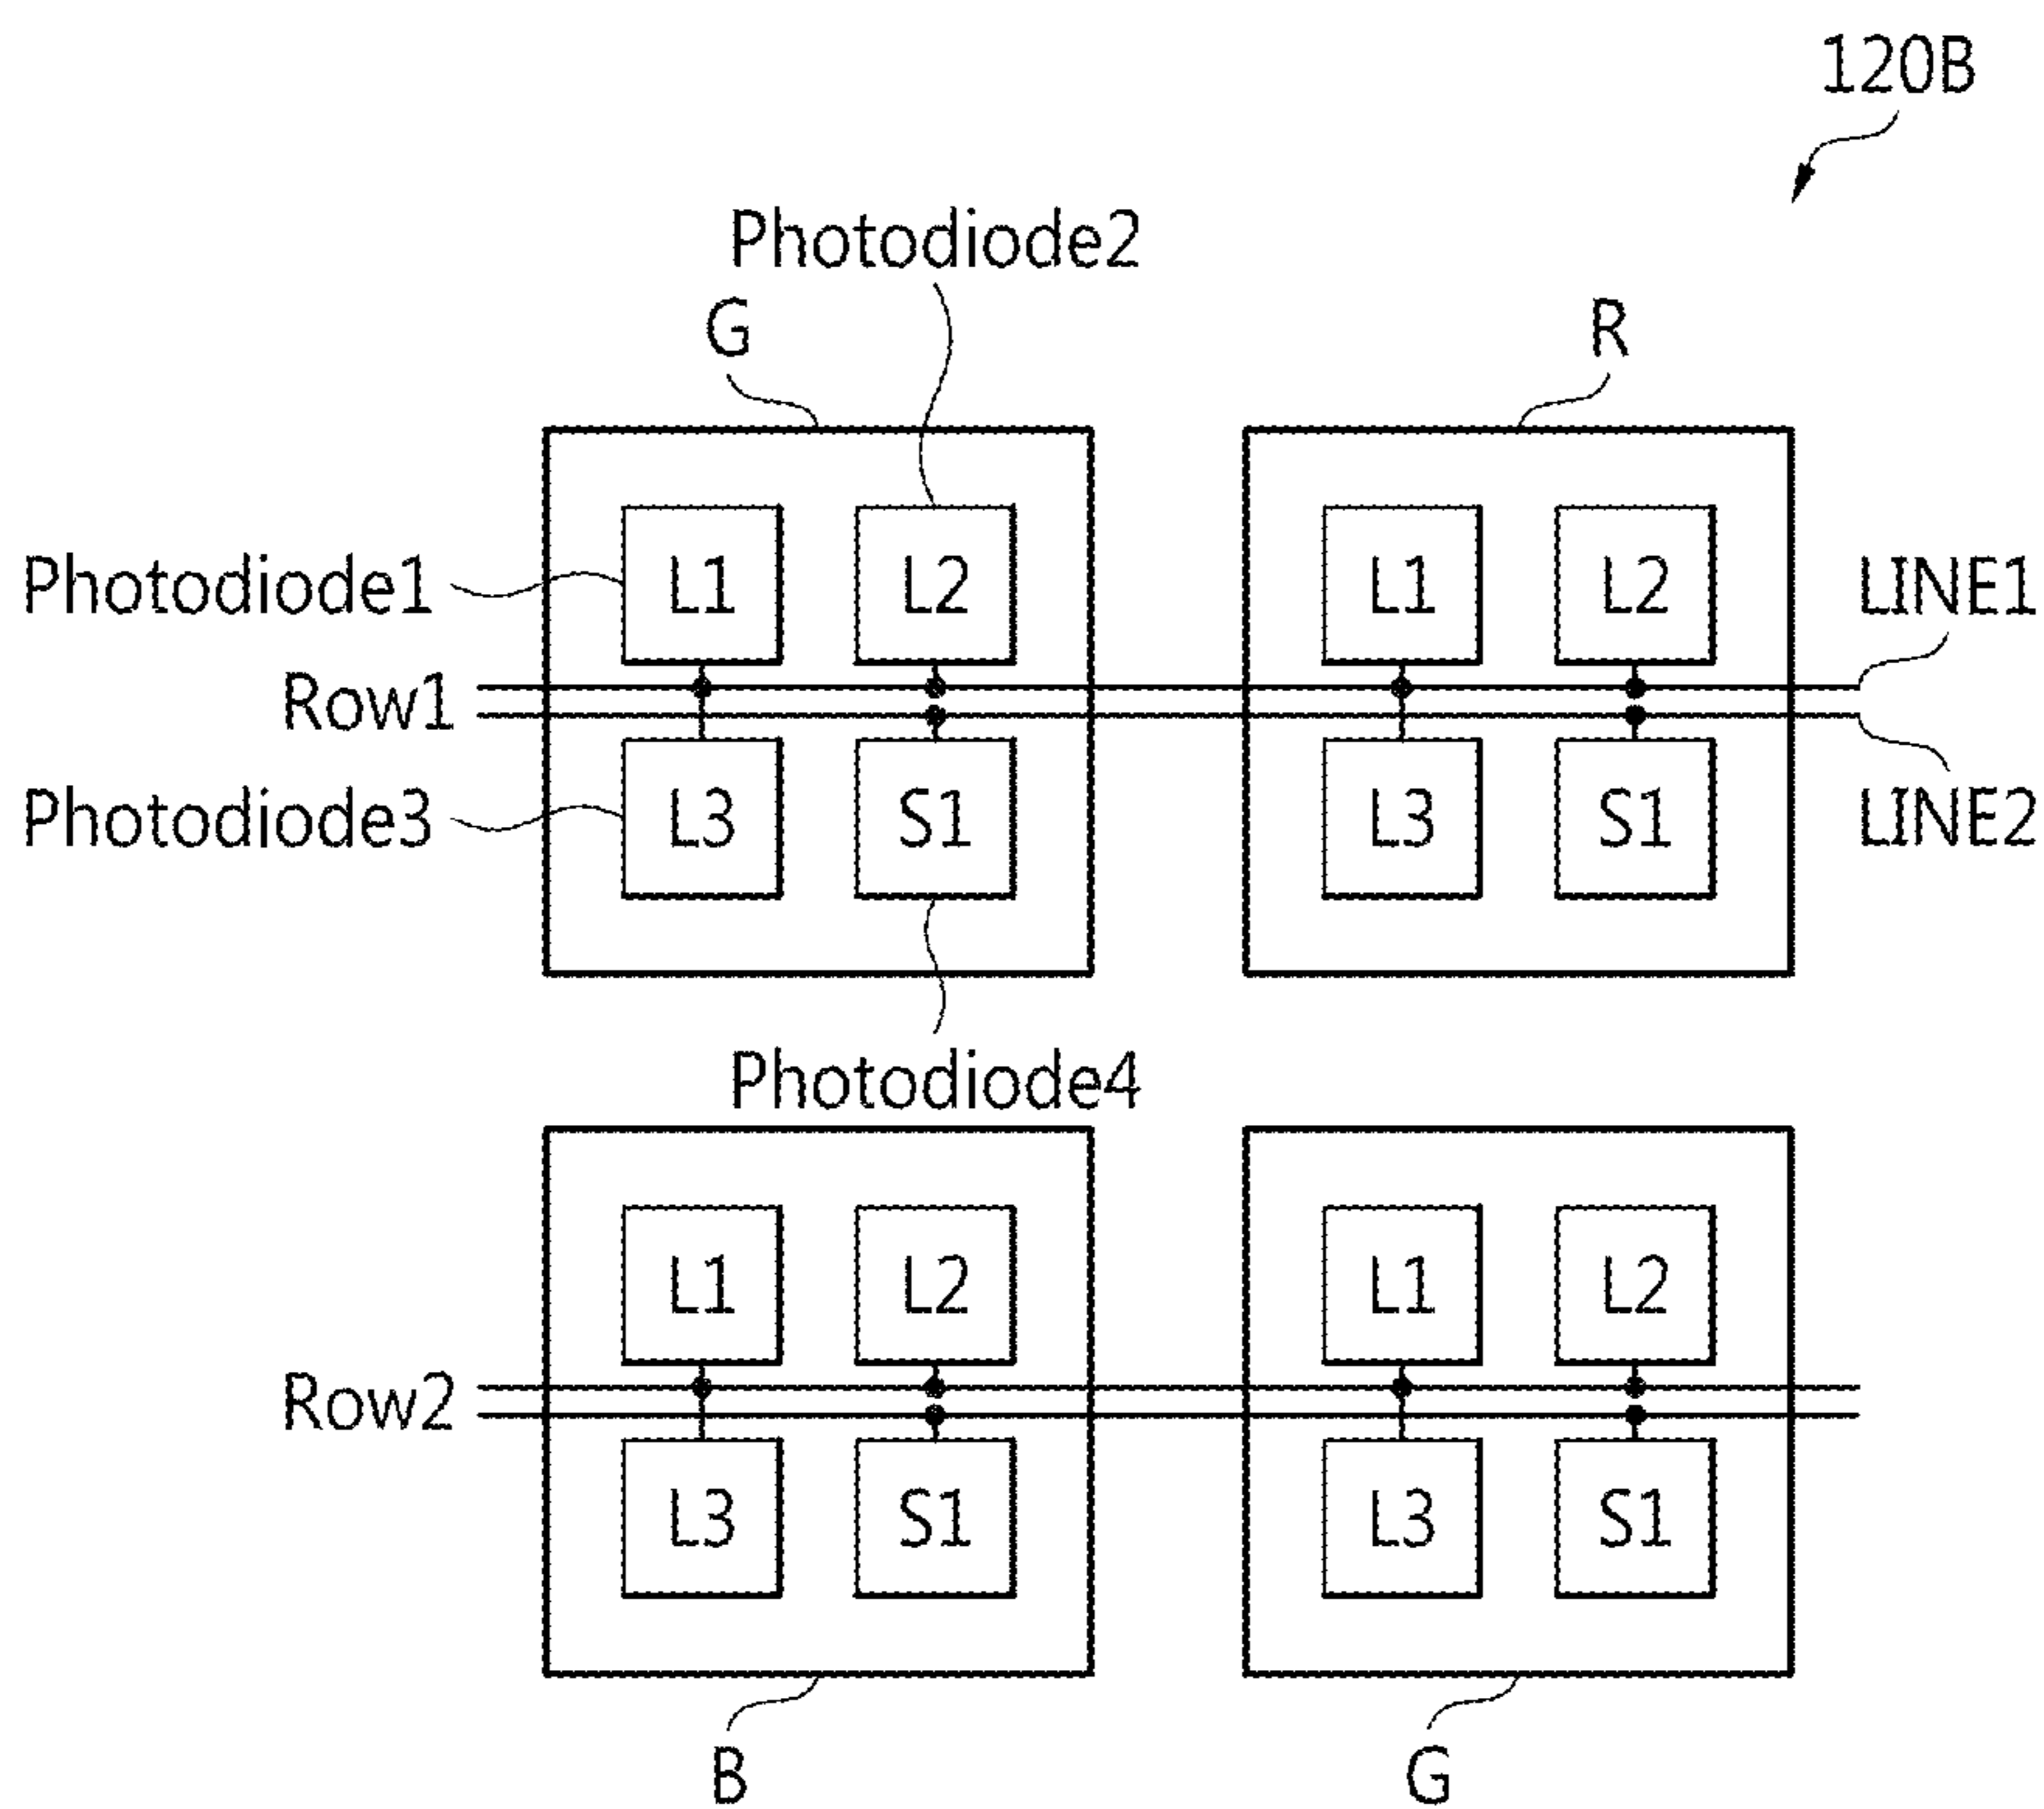 120B
Photodiode2
G R
Photodiode1 L1 L2 L1 L2 LINE1
Row1
Photodiode3 L3 S1 L3 S1 LINE2
Photodiode4
L1 L2 L1 L2
Row2
L3 S1 L3 S1
B G